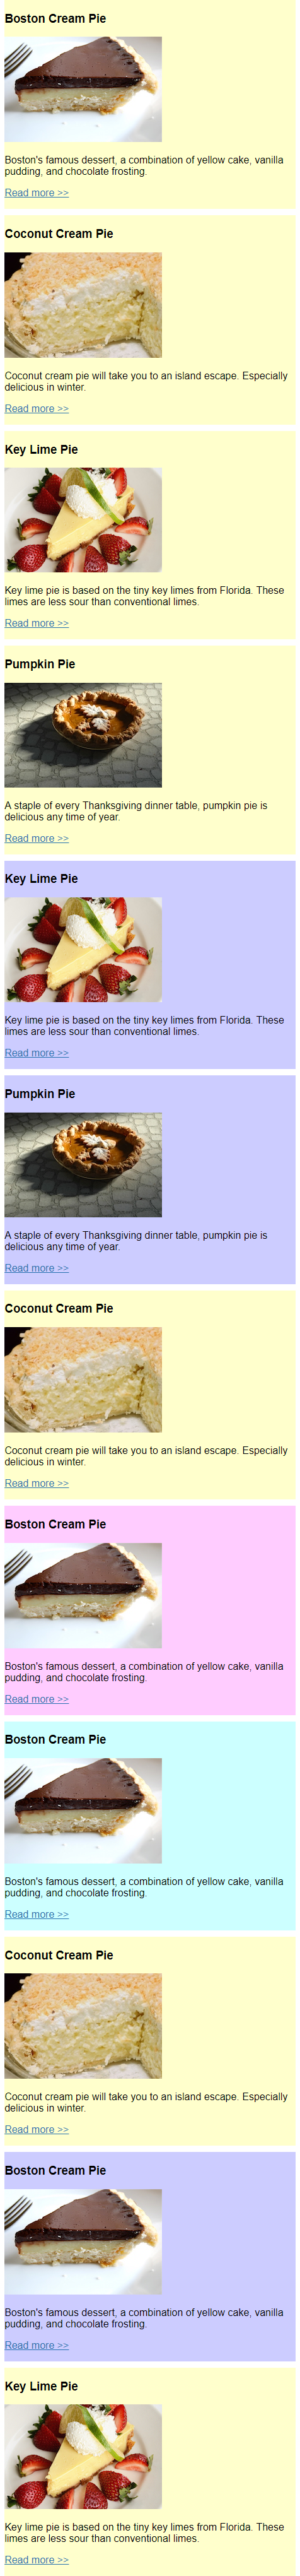 Boston Cream Pie
Boston's famous dessert, a combination of yellow cake, vanilla
pudding, and chocolate frosting.
Read more >>
Coconut Cream Pie
Coconut cream pie will take you to an island escape. Especially
delicious in winter.
Read more >>
Key Lime Pie
Key lime pie is based on the tiny key limes from Florida. These
limes are less sour than conventional limes.
Read more >>
Pumpkin Pie
A staple of every Thanksgiving dinner table, pumpkin pie is
delicious any time of year.
Read more >>
Key Lime Pie
Key lime pie is based on the tiny key limes from Florida. These
limes are less sour than conventional limes.
Read more >>
Pumpkin Pie
A staple of every Thanksgiving dinner table, pumpkin pie is
delicious any time of year.
Read more >>
Coconut Cream Pie
Coconut cream pie will take you to an island escape. Especially
delicious in winter.
Read more >>
Boston Cream Pie
Boston's famous dessert, a combination of yellow cake, vanilla
pudding, and chocolate frosting.
Read more >>
Boston Cream Pie
Boston's famous dessert, a combination of yellow cake, vanilla
pudding, and chocolate frosting.
Read more >>
Coconut Cream Pie
Coconut cream pie will take you to an island escape. Especially
delicious in winter.
Read more >>
Boston Cream Pie
Boston's famous dessert, a combination of yellow cake, vanilla
pudding, and chocolate frosting.
Read more >>
Key Lime Pie
Key lime pie is based on the tiny key limes from Florida. These
limes are less sour than conventional limes.
Read more >>